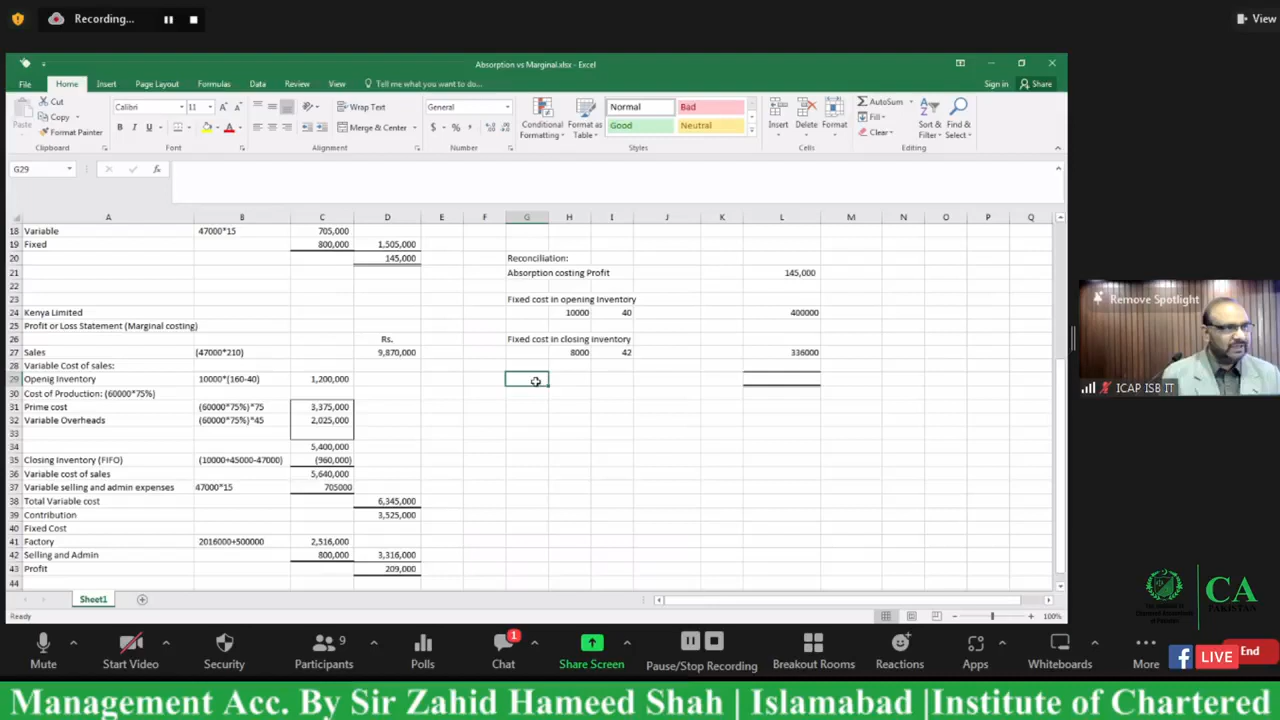 Recording...
View
Absorption vs Marginal.xlsx - Excel
File Home Insert Page Layout Formulas Data Review View Tell me what you want to do... Sign in Share
Paste Cut Copy Format Painter Clipboard
Calibri 11 B I U Font
Wrap Text Merge & Center Alignment
General $ % Number
Conditional Formatting Format as Table Normal Bad Good Neutral Styles
Insert Delete Format Cells
AutoSum Fill Clear Sort & Filter Find & Select Editing
G29 fx
A B C D E F G H I J K L M N O P Q
18 Variable 47000*15 705,000
19 Fixed 800,000 1,505,000
20 145,000 Reconciliation:
21 Absorption costing Profit 145,000
22
23 Fixed cost in opening Inventory
24 Kenya Limited 10000 40 400000
25 Profit or Loss Statement (Marginal costing)
26 Rs. Fixed cost in closing inventory
27 Sales (47000*210) 9,870,000 8000 42 336000
28 Variable Cost of sales:
29 Openig Inventory 10000*(160-40) 1,200,000
30 Cost of Production: (60000*75%)
31 Prime cost (60000*75%)*75 3,375,000
32 Variable Overheads (60000*75%)*45 2,025,000
33
34 5,400,000
35 Closing Inventory (FIFO) (10000+45000-47000) (960,000)
36 Variable cost of sales 5,640,000
37 Variable selling and admin expenses 47000*15 705000
38 Total Variable cost 6,345,000
39 Contribution 3,525,000
40 Fixed Cost
41 Factory 2016000+500000 2,516,000
42 Selling and Admin 800,000 3,316,000
43 Profit 209,000
44
Sheet1
Ready 100%
Remove Spotlight
ICAP ISB IT
CA
PAKISTAN
Mute Start Video Security Participants 9 Polls Chat 1 Share Screen Pause/Stop Recording Breakout Rooms Reactions Apps Whiteboards More End
LIVE
Management Acc. By Sir Zahid Hameed Shah | Islamabad |Institute of Chartered